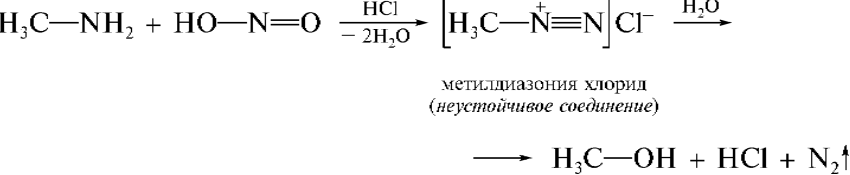 H₃C—NH₂ + HO—N=O HCl − 2H₂O [H₃C—N⁺≡N]Cl⁻ H₂O
метилдиазония хлорид
(неустойчивое соединение)
H₃C—OH + HCl + N₂↑